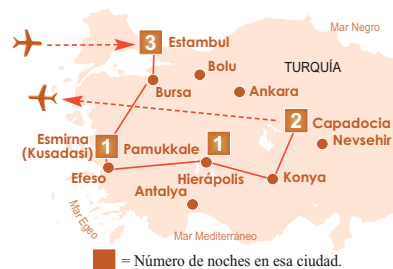 Mar Negro
3 Estambul
Bolu
TURQUÍA
Bursa
Ankara
2 Capadocia
Nevsehir
Esmirna
(Kusadasi)
1
Pamukkale
1
Efeso
Hierápolis
Konya
Antalya
Mar Egeo
Mar Mediterráneo
= Número de noches en esa ciudad.